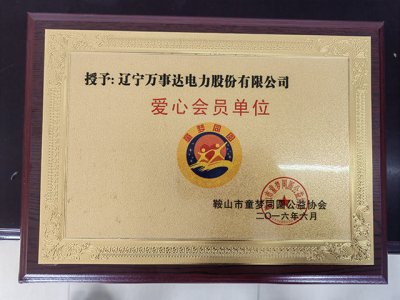 授予：辽宁万事达电力股份有限公司
爱心会员单位
童梦同圆
鞍山市童梦同圆公益协会
二〇一六年六月